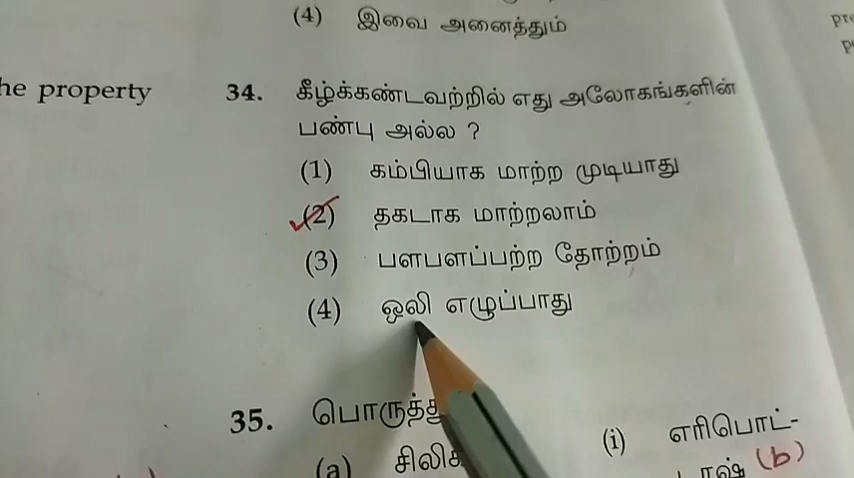 (4) இவை அனைத்தும்
he property
34. கீழ்க்கண்டவற்றில் எது அலோகங்களின்
பண்பு அல்ல ?
(1) கம்பியாக மாற்ற முடியாது
(2) தகடாக மாற்றலாம்
(3) பளபளப்பற்ற தோற்றம்
(4) ஒலி எழுப்பாது
35. பொருத்து
(i) எரிபொட்-
(a) சிலிக
டாஷ் (b)